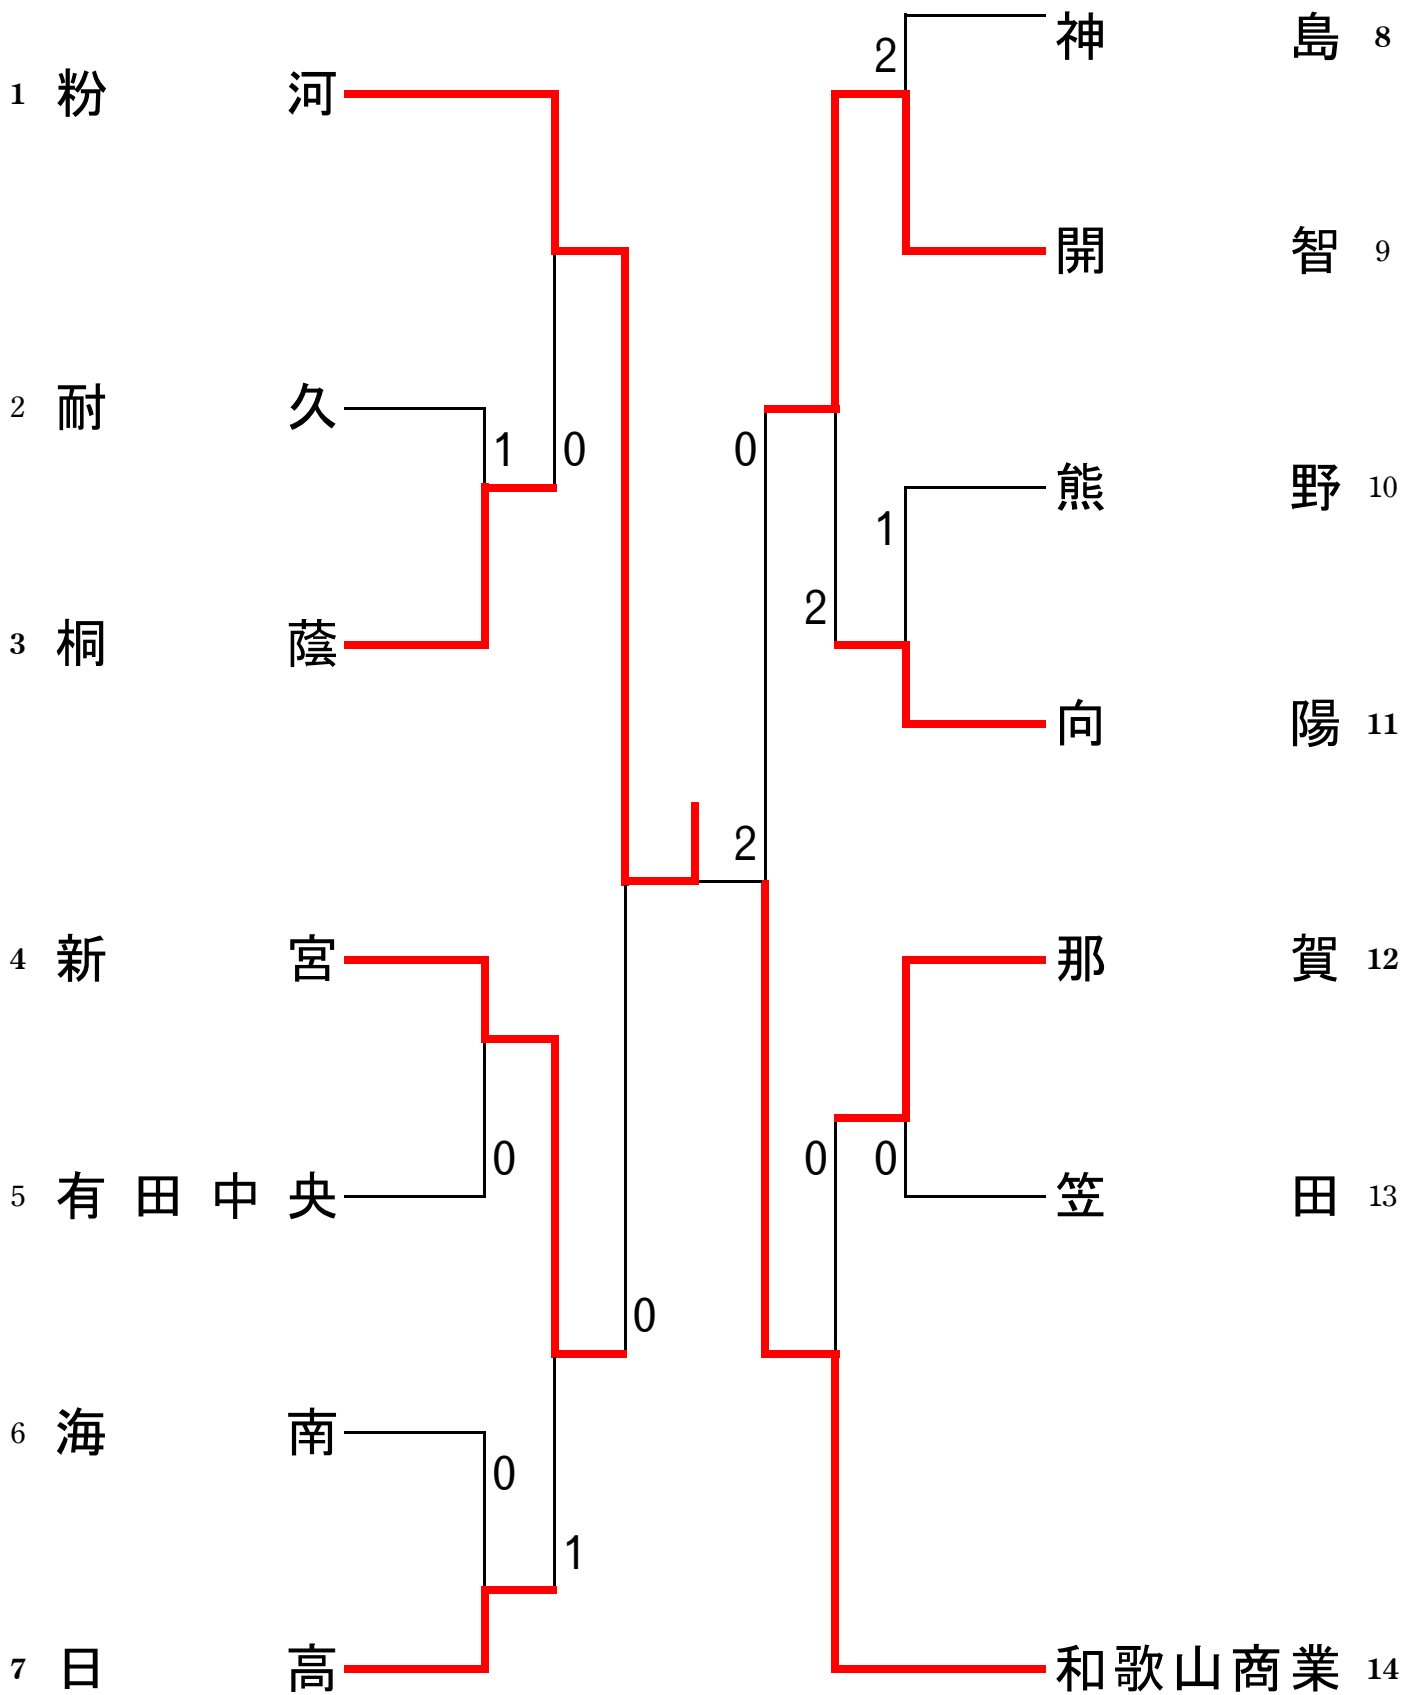 1 粉河
2 耐久
3 桐蔭
4 新宮
5 有田中央
6 海南
7 日高
1
0
0
0
0
1
神島 8
開智 9
熊野 10
向陽 11
那賀 12
笠田 13
和歌山商業 14
2
0
1
2
2
0
0